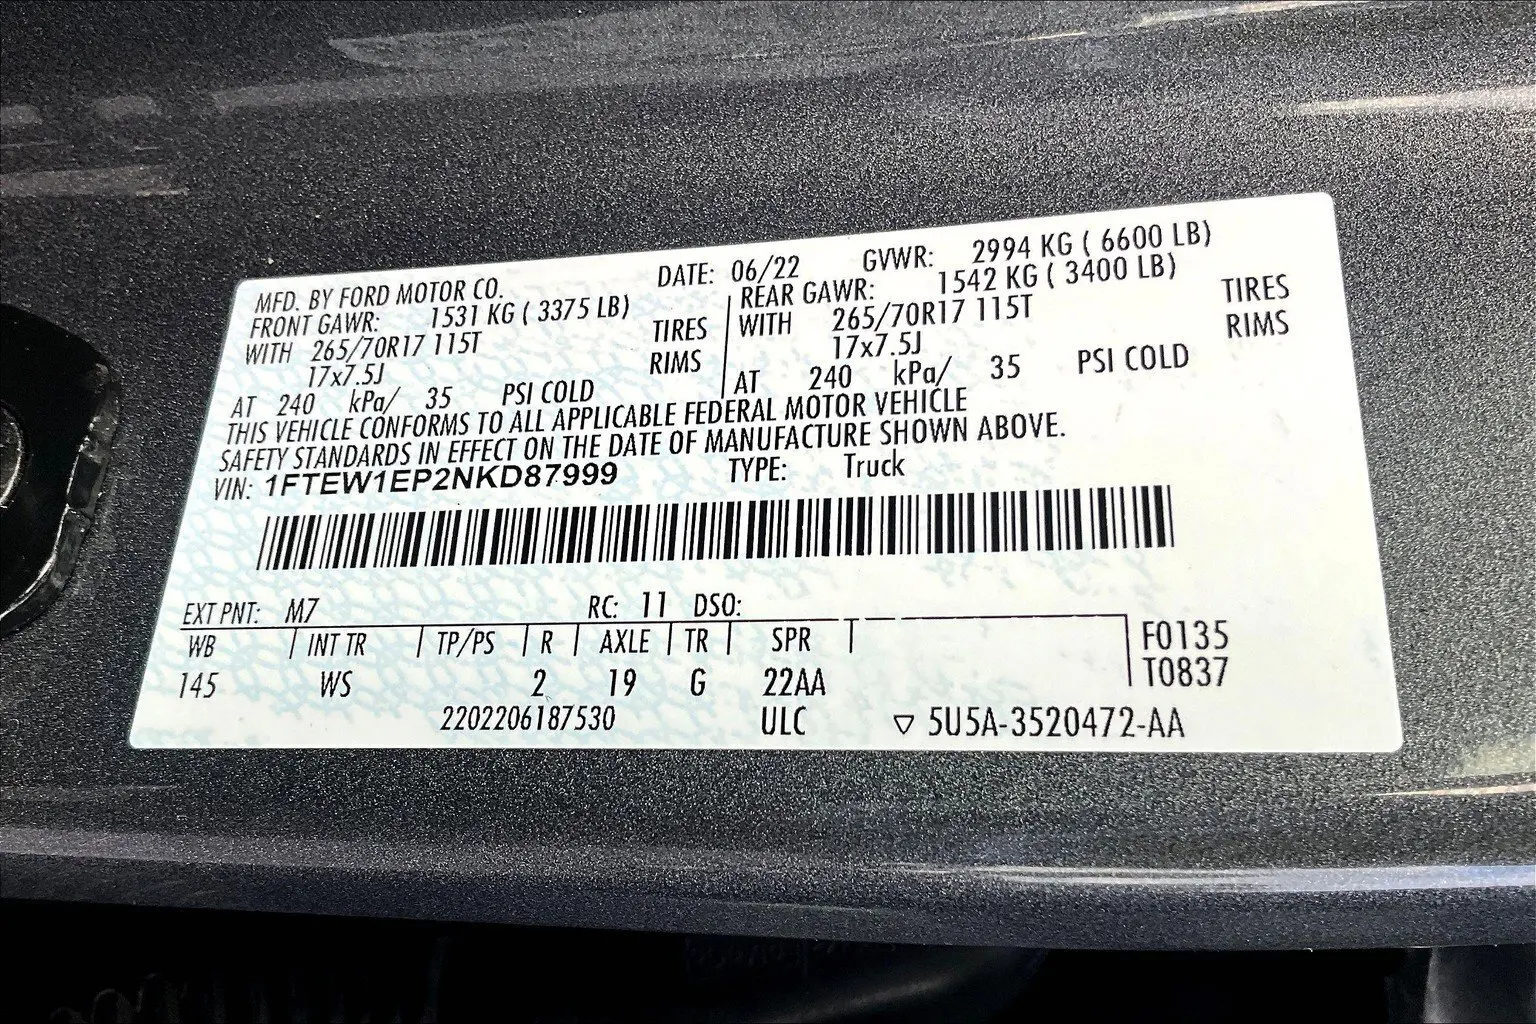 MFD. BY FORD MOTOR CO. DATE: 06/22 GVWR: 2994 KG ( 6600 LB)
FRONT GAWR: 1531 KG ( 3375 LB)
WITH 265/70R17 115T TIRES
17x7.5J RIMS
AT 240 kPa/ 35 PSI COLD
REAR GAWR: 1542 KG ( 3400 LB)
WITH 265/70R17 115T TIRES
17x7.5J RIMS
AT 240 kPa/ 35 PSI COLD
THIS VEHICLE CONFORMS TO ALL APPLICABLE FEDERAL MOTOR VEHICLE
SAFETY STANDARDS IN EFFECT ON THE DATE OF MANUFACTURE SHOWN ABOVE.
VIN: 1FTEW1EP2NKD87999 TYPE: Truck
EXT PNT: M7 RC: 11 DSO:
WB INT TR TP/PS R AXLE TR SPR F0135
145 WS 2 19 G 22AA T0837
2202206187530 ULC ▽ 5U5A-3520472-AA